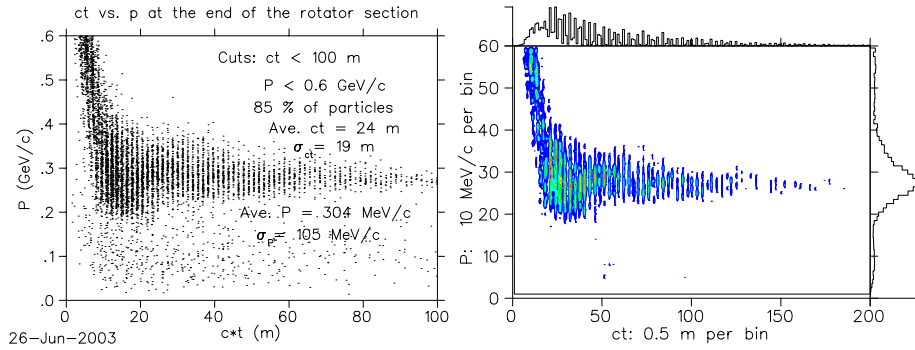 ct vs. p at the end of the rotator section
.6
.5
.4
.3
.2
.1
.0
P (GeV/c)
Cuts: ct < 100 m
P < 0.6 GeV/c
85 % of particles
Ave. ct = 24 m
σct= 19 m
Ave. P = 304 MeV/c
σP= 105 MeV/c
0 20 40 60 80 100
c*t (m)
26-Jun-2003
60
50
40
30
20
10
0
P: 10 MeV/c per bin
0 50 100 150 200
ct: 0.5 m per bin